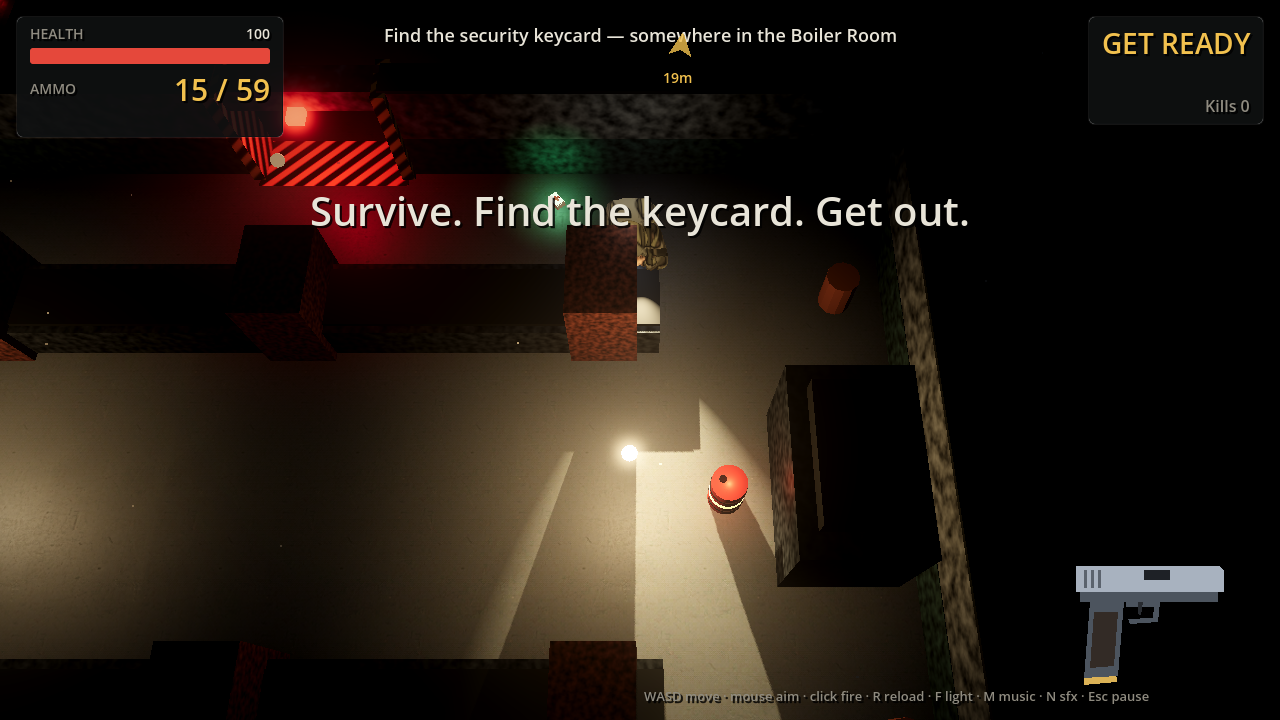 HEALTH 100
AMMO 15 / 59
Find the security keycard — somewhere in the Boiler Room
19m
GET READY
Kills 0
Survive. Find the keycard. Get out.
WASD move · mouse aim · click fire · R reload · F light · M music · N sfx · Esc pause